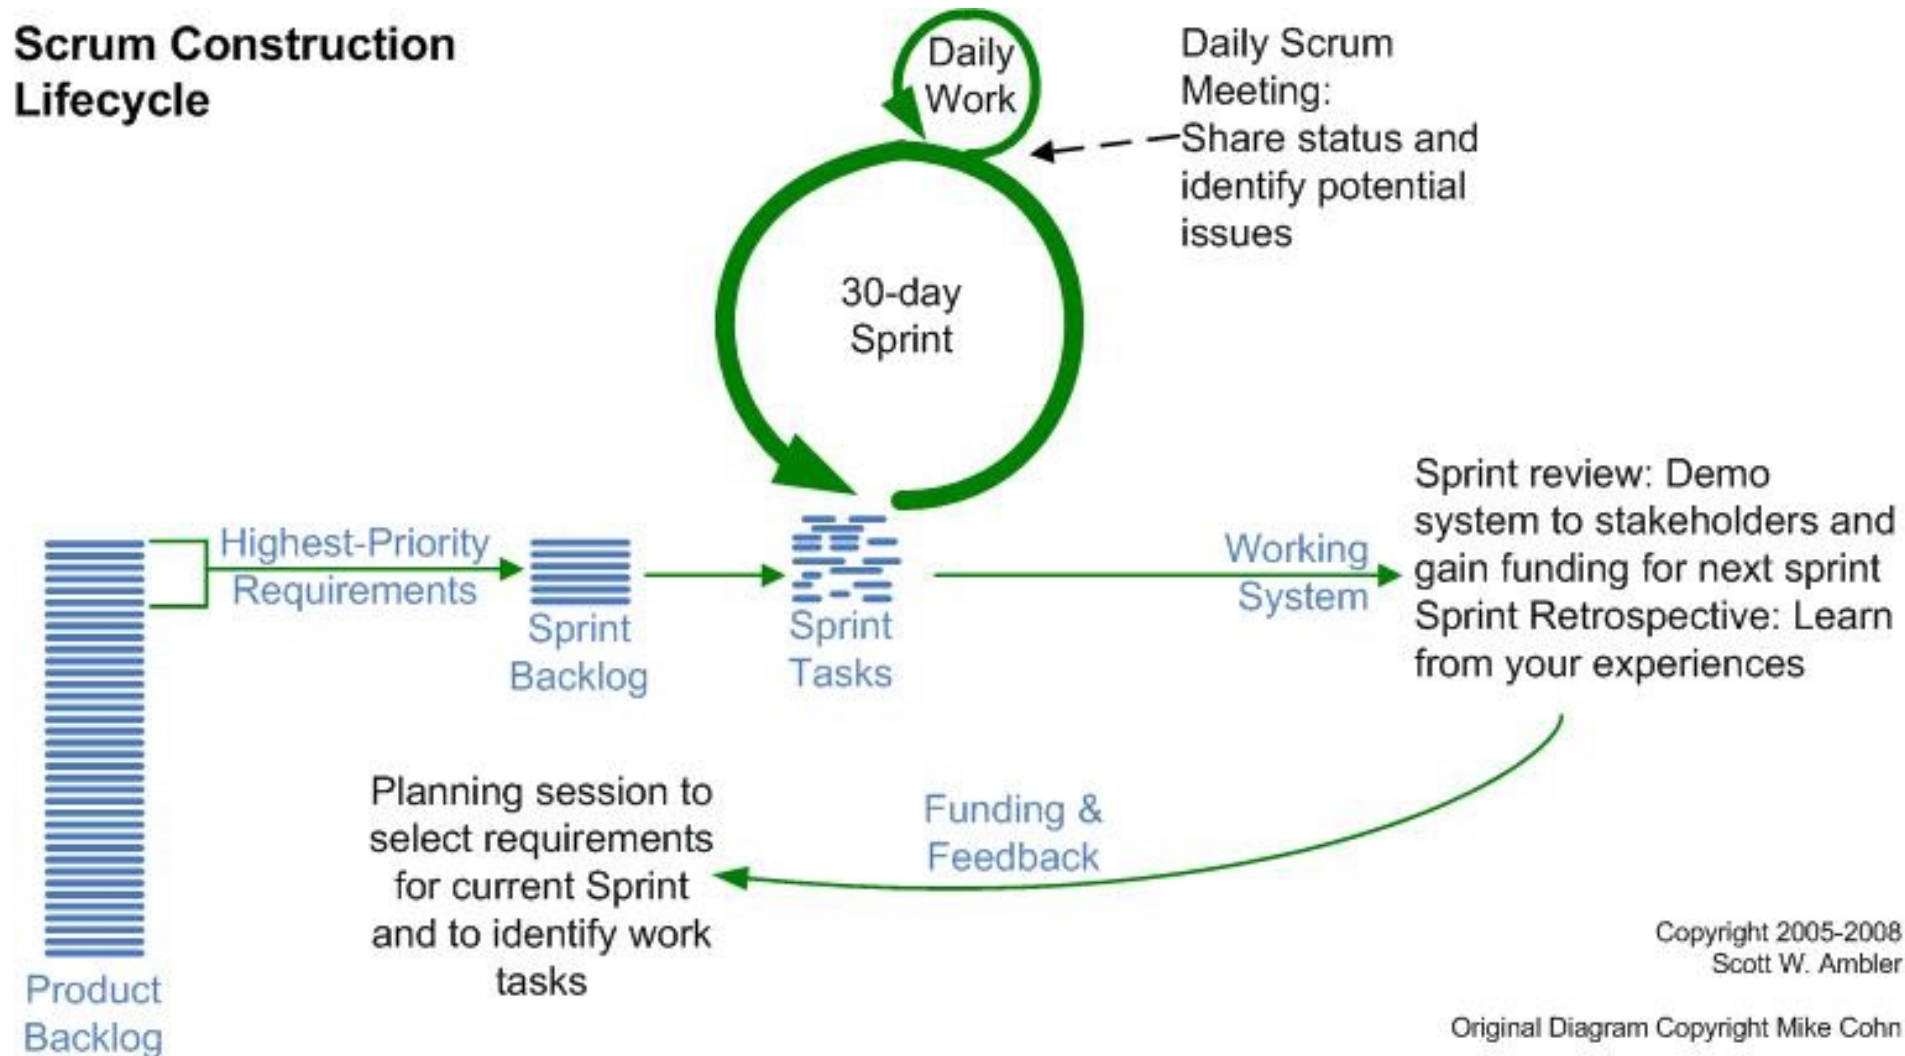 Scrum Construction
Lifecycle
Daily
Work
Daily Scrum
Meeting:
Share status and
identify potential
issues
30-day
Sprint
Highest-Priority
Requirements
Sprint
Backlog
Sprint
Tasks
Working
System
Sprint review: Demo
system to stakeholders and
gain funding for next sprint
Sprint Retrospective: Learn
from your experiences
Planning session to
select requirements
for current Sprint
and to identify work
tasks
Funding &
Feedback
Product
Backlog
Copyright 2005-2008
Scott W. Ambler
Original Diagram Copyright Mike Cohn